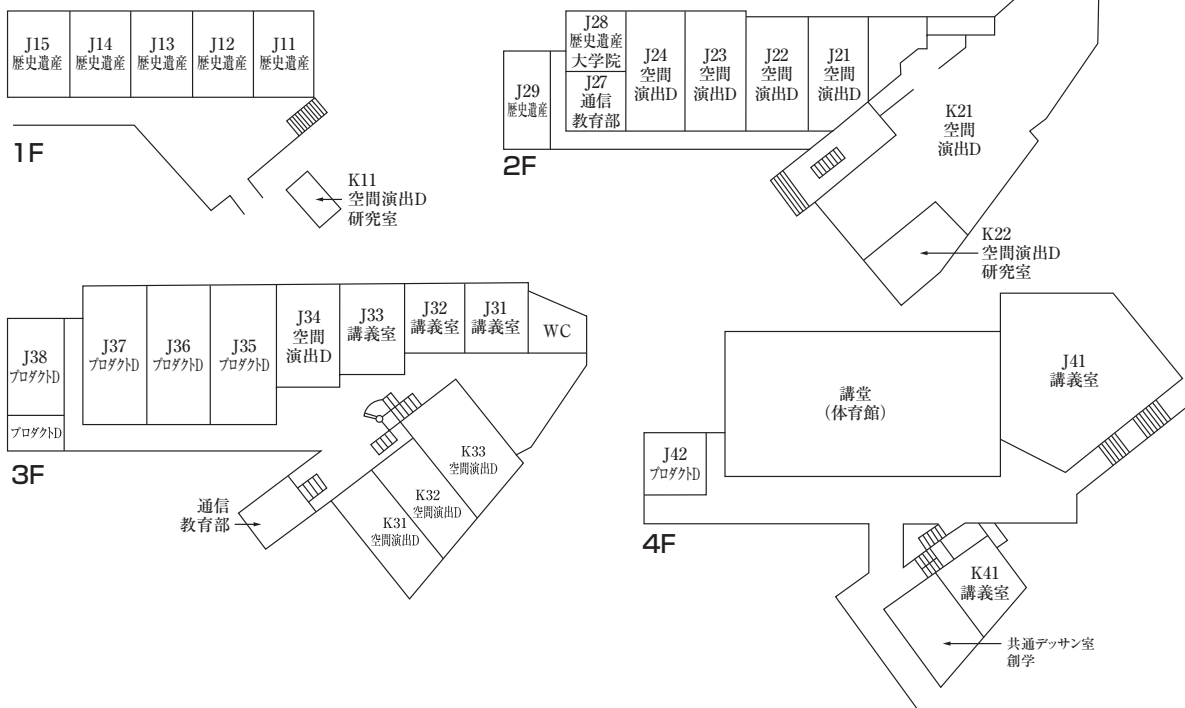 J15
歴史遺産
J14
歴史遺産
J13
歴史遺産
J12
歴史遺産
J11
歴史遺産
1F
K11
空間演出D
研究室
J29
歴史遺産
J28
歴史遺産
大学院
J27
通信
教育部
J24
空間
演出D
J23
空間
演出D
J22
空間
演出D
J21
空間
演出D
K21
空間
演出D
2F
K22
空間演出D
研究室
J38
プロダクトD
プロダクトD
J37
プロダクトD
J36
プロダクトD
J35
プロダクトD
J34
空間
演出D
J33
講義室
J32
講義室
J31
講義室
WC
3F
K33
空間演出D
K32
空間演出D
K31
空間演出D
通信
教育部
講堂
(体育館)
J41
講義室
J42
プロダクトD
4F
K41
講義室
共通デッサン室
創学